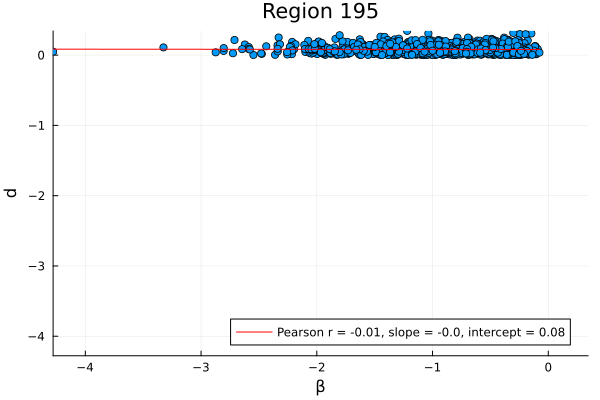 Region 195
d
0
−1
−2
−3
−4
Pearson r = -0.01, slope = -0.0, intercept = 0.08
−4 −3 −2 −1 0
β